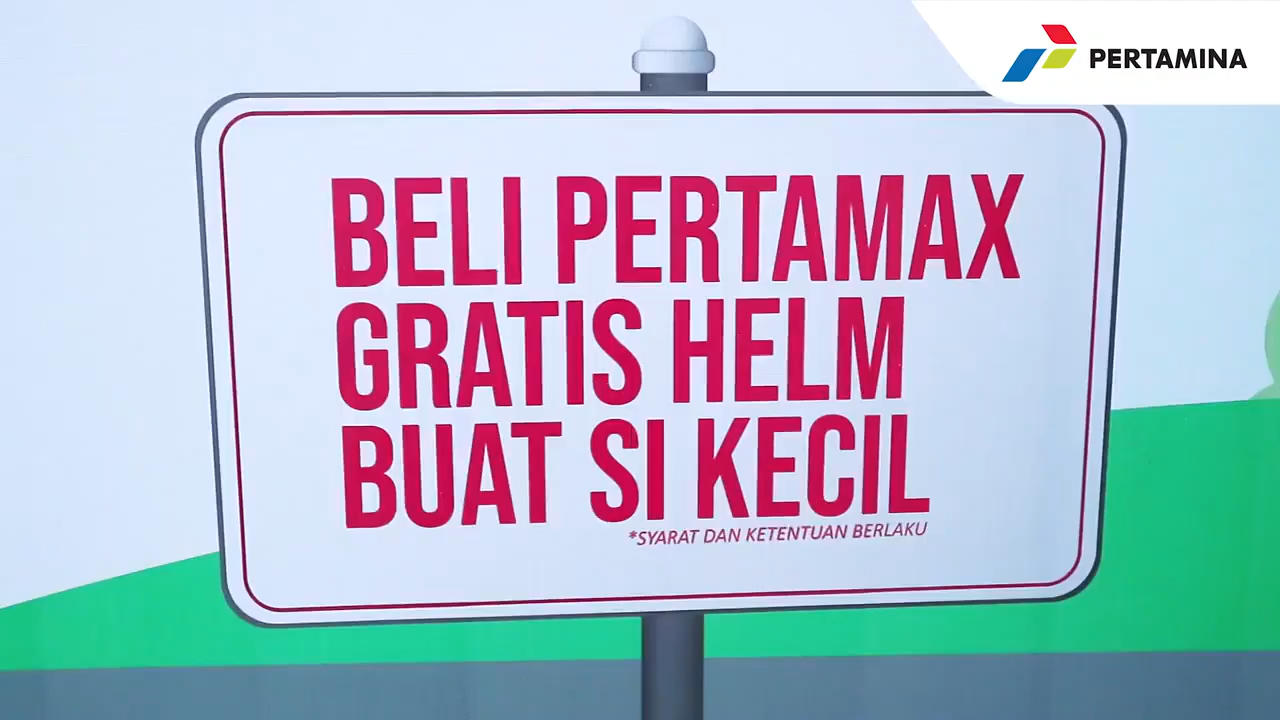 PERTAMINA
BELI PERTAMAX
GRATIS HELM
BUAT SI KECIL
*SYARAT DAN KETENTUAN BERLAKU